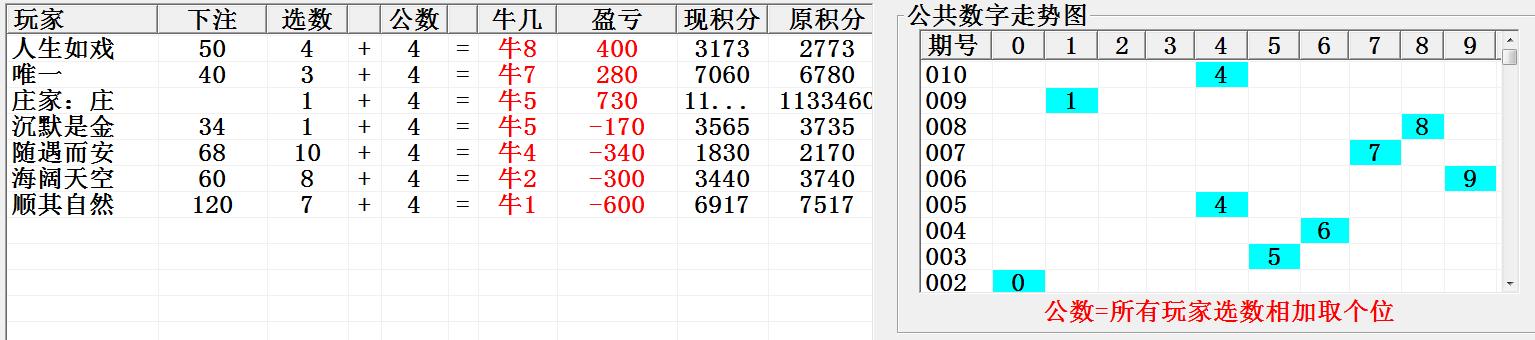 玩家 下注 选数 + 公数 牛几 盈亏 现积分 原积分
人生如戏 50 4 + 4 = 牛8 400 3173 2773
唯一 40 3 + 4 = 牛7 280 7060 6780
庄家：庄 1 + 4 = 牛5 730 11... 1133460
沉默是金 34 1 + 4 = 牛5 -170 3565 3735
随遇而安 68 10 + 4 = 牛4 -340 1830 2170
海阔天空 60 8 + 4 = 牛2 -300 3440 3740
顺其自然 120 7 + 4 = 牛1 -600 6917 7517
公共数字走势图
期号 0 1 2 3 4 5 6 7 8 9
010 4
009 1
008 8
007 7
006 9
005 4
004 6
003 5
002 0
公数=所有玩家选数相加取个位